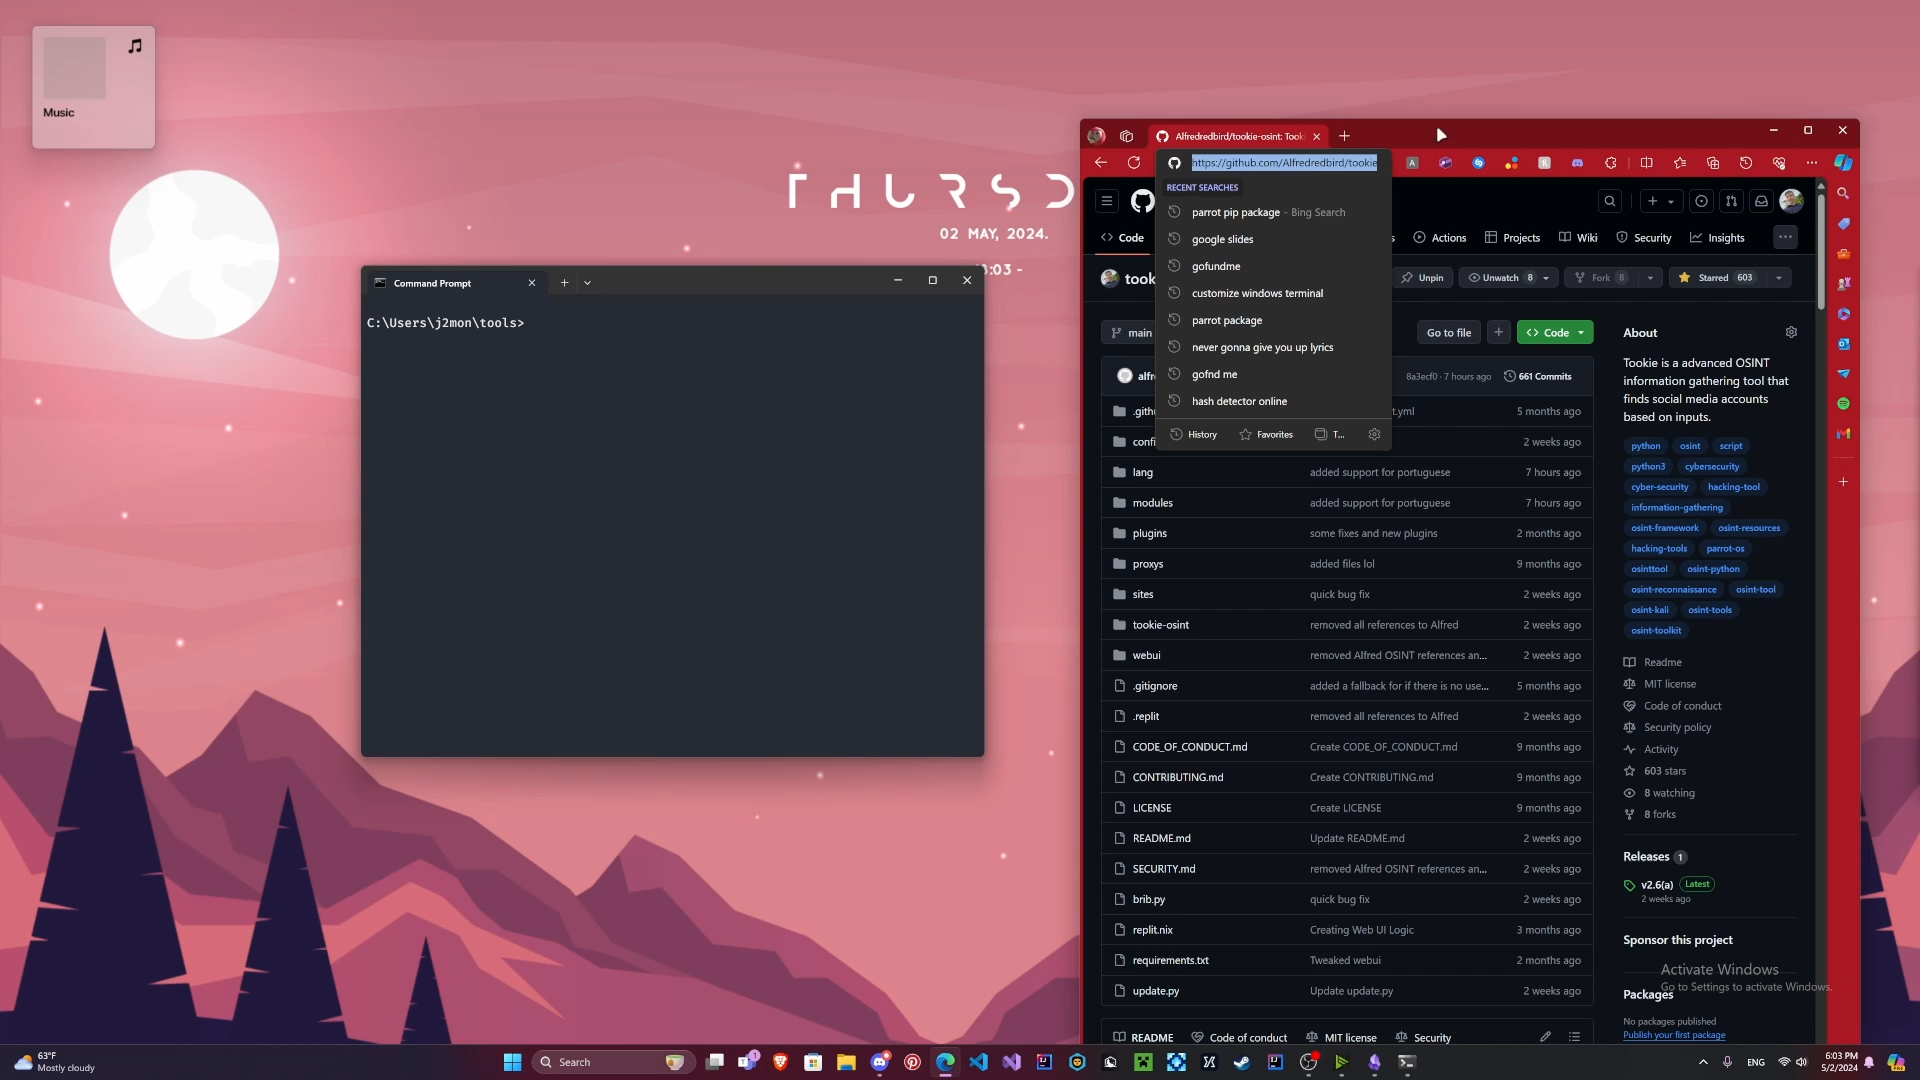 Music
THURSD
02 MAY, 2024.
:03 -
Command Prompt
C:\Users\j2mon\tools>
Alfredredbird/tookie-osint: Took
https://github.com/Alfredredbird/tookie
RECENT SEARCHES
parrot pip package - Bing Search
google slides
gofundme
customize windows terminal
parrot package
never gonna give you up lyrics
gofnd me
hash detector online
History Favorites T...
Code s Actions Projects Wiki Security Insights
took Unpin Unwatch 8 Fork 8 Starred 603
main Go to file Code
alfr 8a3ecf0 · 7 hours ago 661 Commits
.gith t.yml 5 months ago
confi 2 weeks ago
lang added support for portuguese 7 hours ago
modules added support for portuguese 7 hours ago
plugins some fixes and new plugins 2 months ago
proxys added files lol 9 months ago
sites quick bug fix 2 weeks ago
tookie-osint removed all references to Alfred 2 weeks ago
webui removed Alfred OSINT references an... 2 weeks ago
.gitignore added a fallback for if there is no use... 5 months ago
.replit removed all references to Alfred 2 weeks ago
CODE_OF_CONDUCT.md Create CODE_OF_CONDUCT.md 9 months ago
CONTRIBUTING.md Create CONTRIBUTING.md 9 months ago
LICENSE Create LICENSE 9 months ago
README.md Update README.md 2 weeks ago
SECURITY.md removed Alfred OSINT references an... 2 weeks ago
brib.py quick bug fix 2 weeks ago
replit.nix Creating Web UI Logic 3 months ago
requirements.txt Tweaked webui 2 months ago
update.py Update update.py 2 weeks ago
README Code of conduct MIT license Security
About
Tookie is a advanced OSINT
information gathering tool that
finds social media accounts
based on inputs.
python osint script
python3 cybersecurity
cyber-security hacking-tool
information-gathering
osint-framework osint-resources
hacking-tools parrot-os
osinttool osint-python
osint-reconnaissance osint-tool
osint-kali osint-tools
osint-toolkit
Readme
MIT license
Code of conduct
Security policy
Activity
603 stars
8 watching
8 forks
Releases 1
v2.6(a) Latest
2 weeks ago
Sponsor this project
Activate Windows
Go to Settings to activate Windows.
Packages
No packages published
Publish your first package
63°F
Mostly cloudy
Search
ENG
6:03 PM
5/2/2024